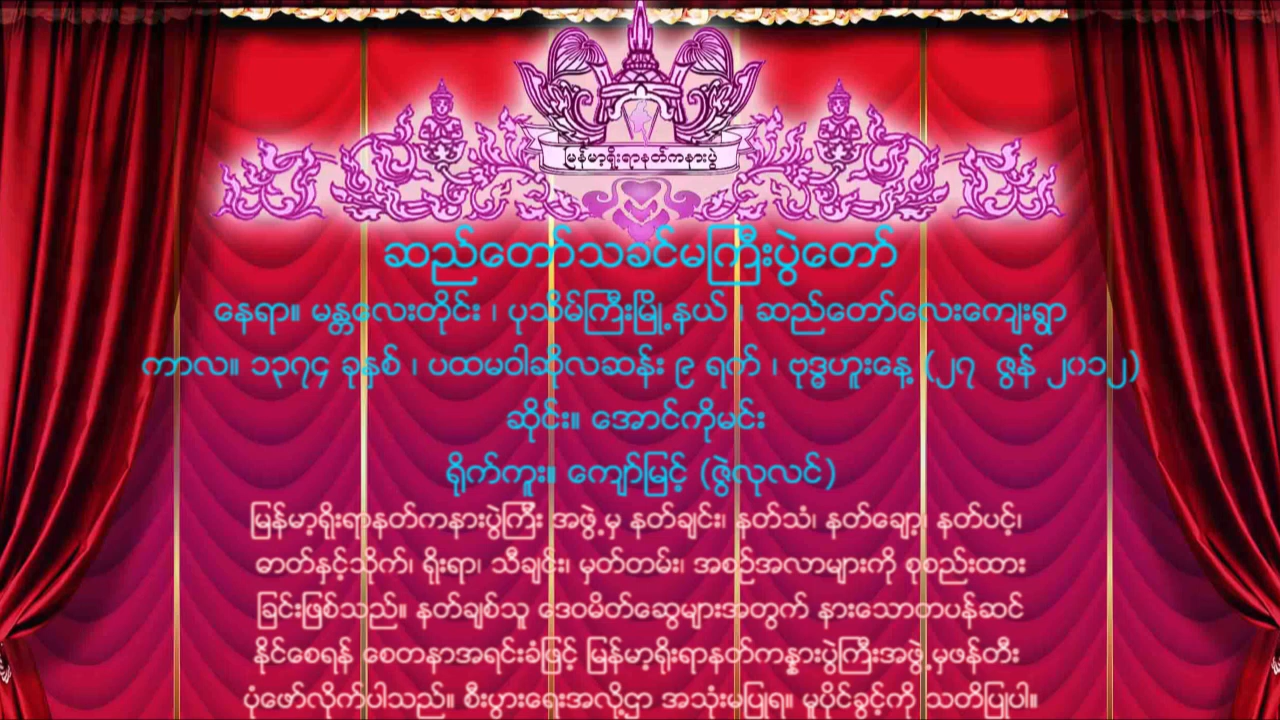 မြန်မာ့ရိုးရာနတ်ကနားပွဲ
ဆည်တော်သခင်မကြီးပွဲတော်
နေရာ။ မန္တလေးတိုင်း ၊ ပုသိမ်ကြီးမြို့နယ် ၊ ဆည်တော်လေးကျေးရွာ
ကာလ။ ၁၃၇၄ ခုနှစ် ၊ ပထမဝါဆိုလဆန်း ၉ ရက် ၊ ဗုဒ္ဓဟူးနေ့ (၂၇ ဇွန် ၂၀၁၂)
ဆိုင်း။ အောင်ကိုမင်း
ရိုက်ကူး။ ကျော်မြင့် (ဇွဲလုလင်)
မြန်မာ့ရိုးရာနတ်ကနားပွဲကြီး အဖွဲ့မှ နတ်ချင်း၊ နတ်သံ၊ နတ်ချော့၊ နတ်ပင့်၊
ဓာတ်နှင့်သိုက်၊ ရိုးရာ၊ သီချင်း၊ မှတ်တမ်း၊ အစဉ်အလာများကို စုစည်းထား
ခြင်းဖြစ်သည်။ နတ်ချစ်သူ ဒေဝမိတ်ဆွေများအတွက် နားသောတပန်ဆင်
နိုင်စေရန် စေတနာအရင်းခံဖြင့် မြန်မာ့ရိုးရာနတ်ကန္နားပွဲကြီးအဖွဲ့မှဖန်တီး
ပုံဖော်လိုက်ပါသည်။ စီးပွားရေးအလို့ဌာ အသုံးမပြုရ။ မူပိုင်ခွင့်ကို သတိပြုပါ။